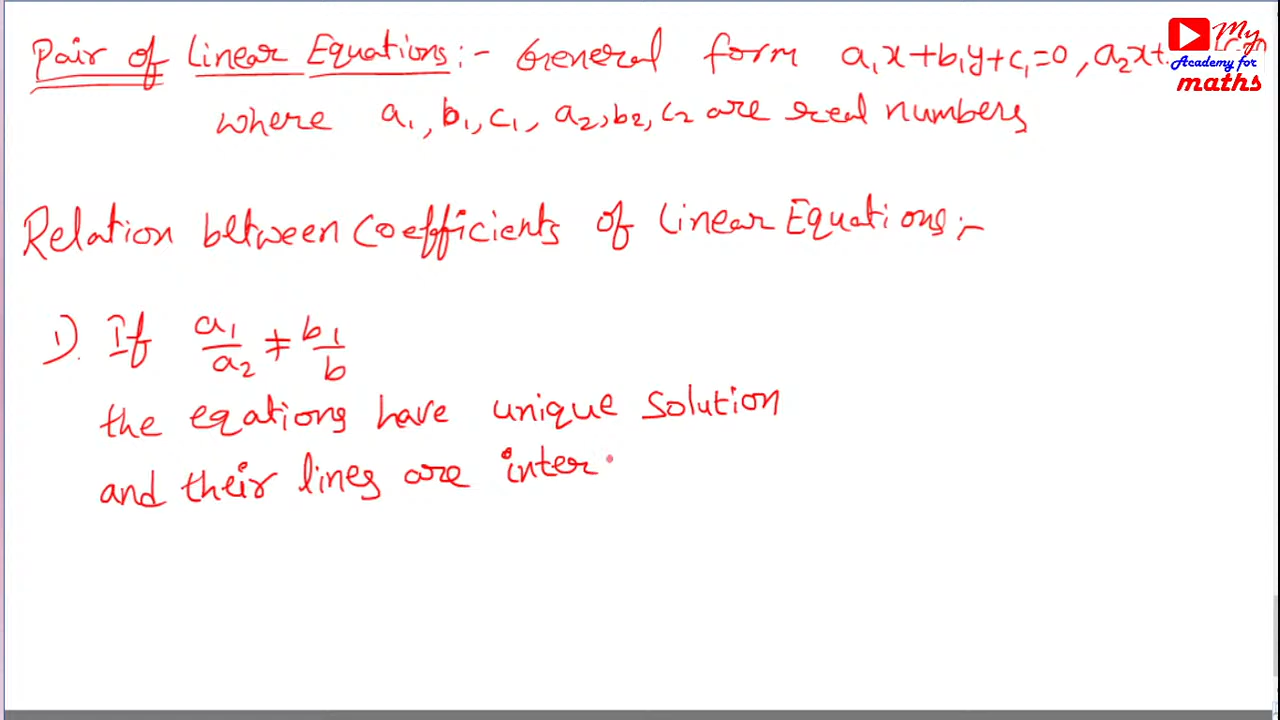 Pair of Linear Equations:- General form a₁x+b₁y+c₁=0, a₂x+
where a₁, b₁, c₁, a₂, b₂, c₂ are real numbers
Relation between Coefficients of Linear Equations:-
1). If a₁/a₂ ≠ b₁/b
the eqations have unique solution
and their lines are inter
My
Academy for
maths